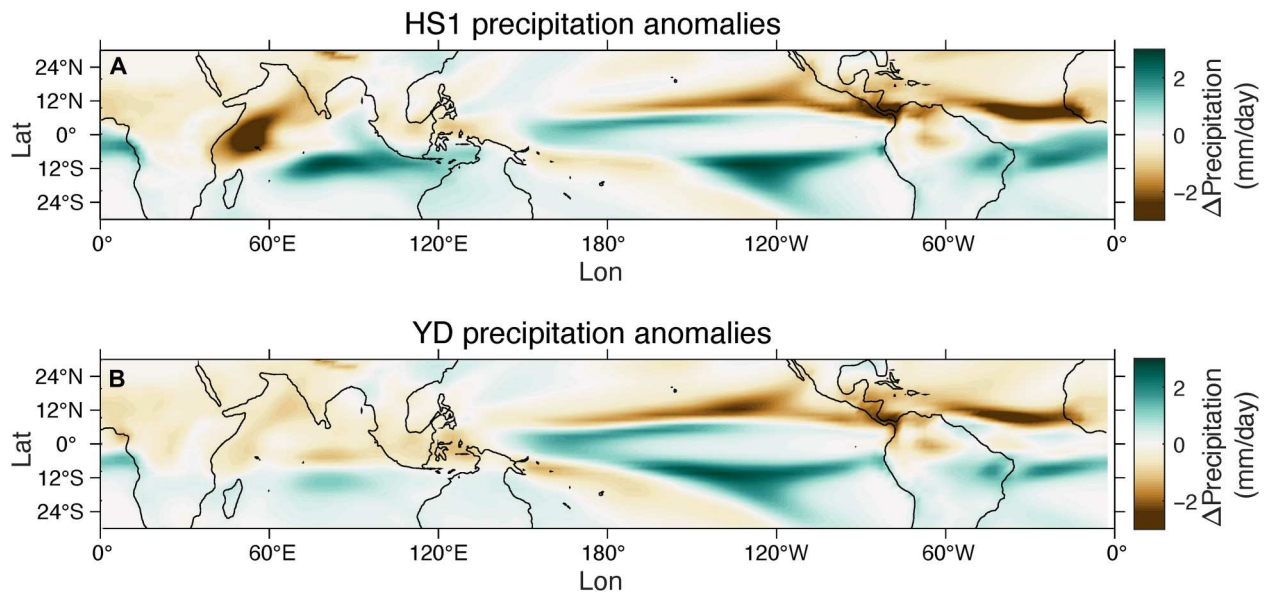 HS1 precipitation anomalies
A
24°N
12°N
0°
12°S
24°S
Lat
0°
60°E
120°E
180°
120°W
60°W
0°
Lon
2
0
−2
ΔPrecipitation
(mm/day)
YD precipitation anomalies
B
24°N
12°N
0°
12°S
24°S
Lat
0°
60°E
120°E
180°
120°W
60°W
0°
Lon
2
0
−2
ΔPrecipitation
(mm/day)